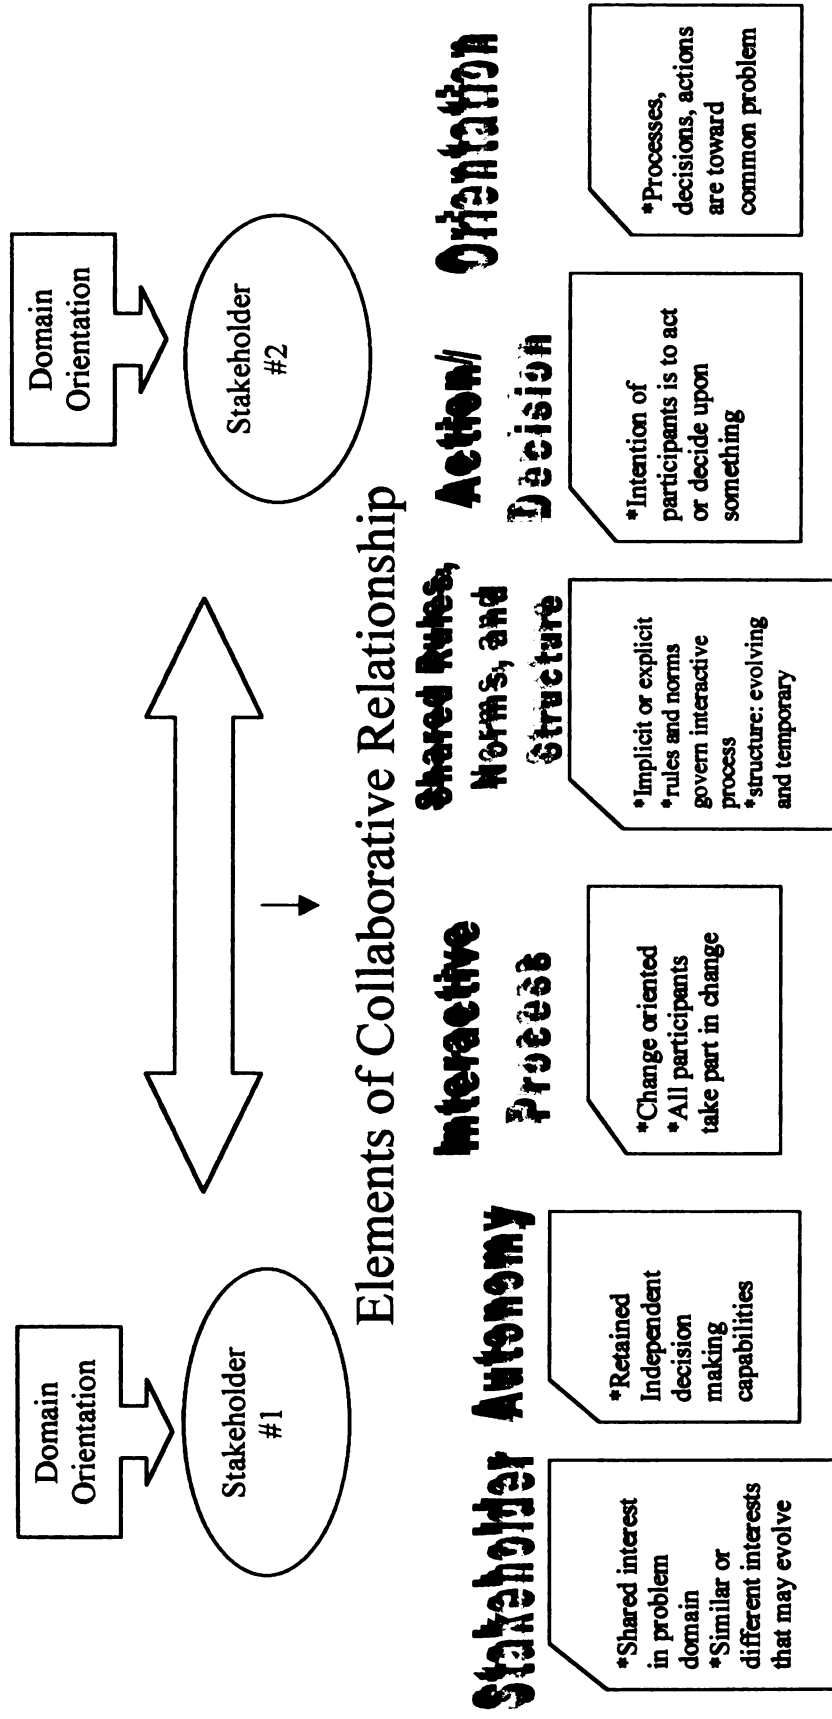 Domain
Orientation
Domain
Orientation
Stakeholder
#1
Stakeholder
#2
Elements of Collaborative Relationship
Stakeholder
Autonomy
Interactive
Process
Shared Rules,
Norms, and
Structure
Action/
Decision
Orientation
*Shared interest
in problem
domain
*Similar or
different interests
that may evolve
*Retained
Independent
decision
making
capabilities
*Change oriented
*All participants
take part in change
*Implicit or explicit
*rules and norms
govern interactive
process
*structure: evolving
and temporary
*Intention of
participants is to act
or decide upon
something
*Processes,
decisions, actions
are toward
common problem